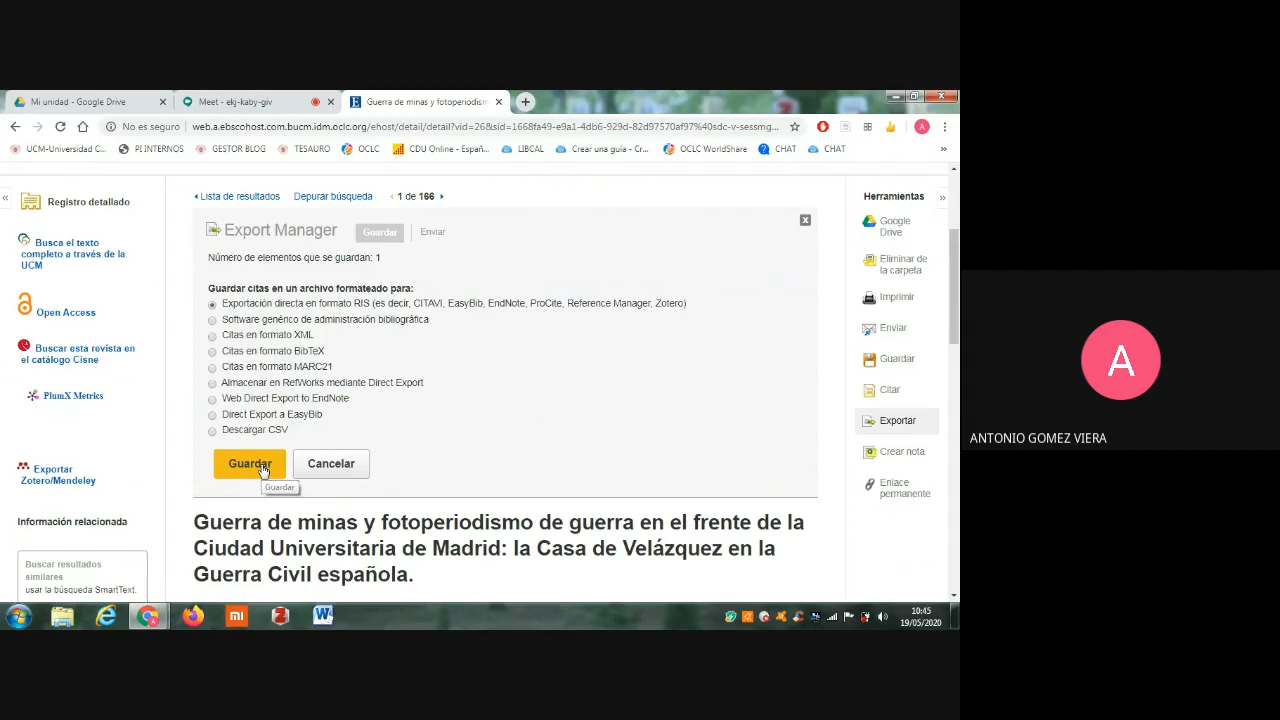 Mi unidad - Google Drive
Meet - ekj-kaby-giv
Guerra de minas y fotoperiodism
No seguro
web.b.ebscohost.com.bucm.idm.oclc.org/ehost/detail/detail?vid=26&sid=1668fa49-e9a1-4db6-929d-82d97570af97%40sdc-v-sessmg...
UCM-Universidad C...
PI INTERNOS
GESTOR BLOG
TESAURO
OCLC
CDU Online - Españ...
LIBCAL
Crear una guía - Cr...
OCLC WorldShare
CHAT
CHAT
Registro detallado
Busca el texto
completo a través de la
UCM
Open Access
Buscar esta revista en
el catálogo Cisne
PlumX Metrics
Exportar
Zotero/Mendeley
Información relacionada
Buscar resultados
similares
usar la búsqueda SmartText.
Lista de resultados
Depurar búsqueda
1 de 166
Export Manager
Guardar
Enviar
Número de elementos que se guardan: 1
Guardar citas en un archivo formateado para:
Exportación directa en formato RIS (es decir, CITAVI, EasyBib, EndNote, ProCite, Reference Manager, Zotero)
Software genérico de administración bibliográfica
Citas en formato XML
Citas en formato BibTeX
Citas en formato MARC21
Almacenar en RefWorks mediante Direct Export
Web Direct Export to EndNote
Direct Export a EasyBib
Descargar CSV
Guardar
Cancelar
Guardar
Guerra de minas y fotoperiodismo de guerra en el frente de la
Ciudad Universitaria de Madrid: la Casa de Velázquez en la
Guerra Civil española.
Herramientas
Google
Drive
Eliminar de
la carpeta
Imprimir
Enviar
Guardar
Citar
Exportar
Crear nota
Enlace
permanente
10:45
19/05/2020
A
ANTONIO GOMEZ VIERA